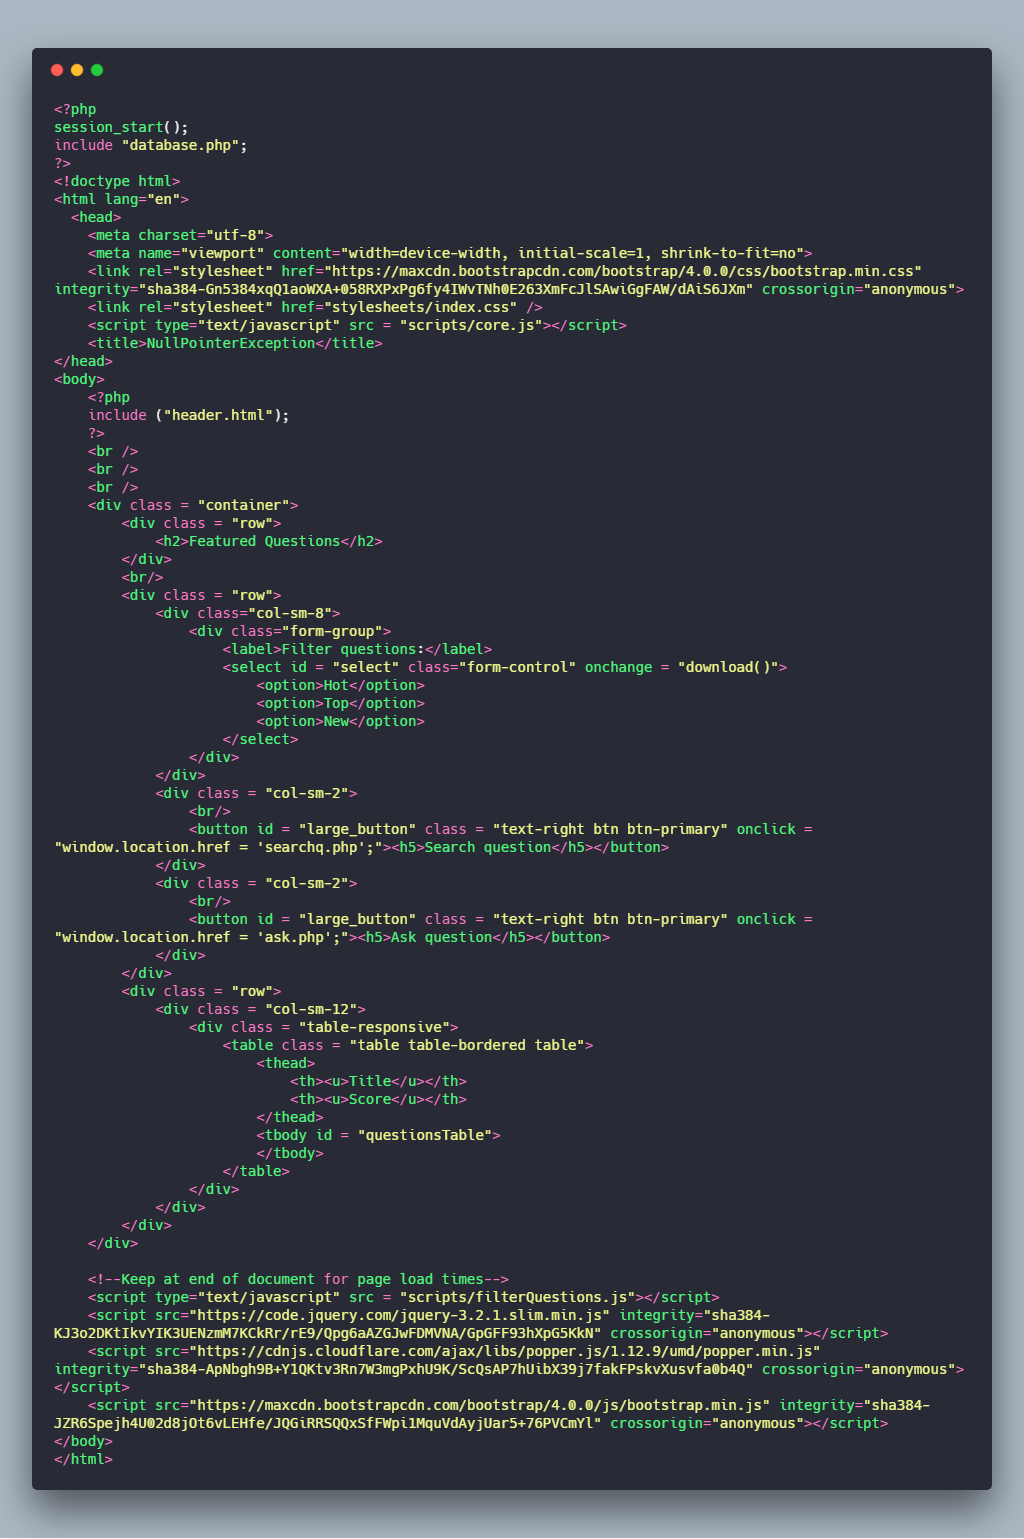 <?php
session_start();
include "database.php";
?>
<!doctype html>
<html lang="en">
  <head>
    <meta charset="utf-8">
    <meta name="viewport" content="width=device-width, initial-scale=1, shrink-to-fit=no">
    <link rel="stylesheet" href="https://maxcdn.bootstrapcdn.com/bootstrap/4.0.0/css/bootstrap.min.css"
integrity="sha384-Gn5384xqQ1aoWXA+058RXPxPg6fy4IWvTNh0E263XmFcJlSAwiGgFAW/dAiS6JXm" crossorigin="anonymous">
    <link rel="stylesheet" href="stylesheets/index.css" />
    <script type="text/javascript" src = "scripts/core.js"></script>
    <title>NullPointerException</title>
</head>
<body>
    <?php
    include ("header.html");
    ?>
    <br />
    <br />
    <br />
    <div class = "container">
        <div class = "row">
            <h2>Featured Questions</h2>
        </div>
        <br/>
        <div class = "row">
            <div class="col-sm-8">
                <div class="form-group">
                    <label>Filter questions:</label>
                    <select id = "select" class="form-control" onchange = "download()">
                        <option>Hot</option>
                        <option>Top</option>
                        <option>New</option>
                    </select>
                </div>
            </div>
            <div class = "col-sm-2">
                <br/>
                <button id = "large_button" class = "text-right btn btn-primary" onclick =
"window.location.href = 'searchq.php';"><h5>Search question</h5></button>
            </div>
            <div class = "col-sm-2">
                <br/>
                <button id = "large_button" class = "text-right btn btn-primary" onclick =
"window.location.href = 'ask.php';"><h5>Ask question</h5></button>
            </div>
        </div>
        <div class = "row">
            <div class = "col-sm-12">
                <div class = "table-responsive">
                    <table class = "table table-bordered table">
                        <thead>
                            <th><u>Title</u></th>
                            <th><u>Score</u></th>
                        </thead>
                        <tbody id = "questionsTable">
                        </tbody>
                    </table>
                </div>
            </div>
        </div>
    </div>

    <!--Keep at end of document for page load times-->
    <script type="text/javascript" src = "scripts/filterQuestions.js"></script>
    <script src="https://code.jquery.com/jquery-3.2.1.slim.min.js" integrity="sha384-
KJ3o2DKtIkvYIK3UENzmM7KCkRr/rE9/Qpg6aAZGJwFDMVNA/GpGFF93hXpG5KkN" crossorigin="anonymous"></script>
    <script src="https://cdnjs.cloudflare.com/ajax/libs/popper.js/1.12.9/umd/popper.min.js"
integrity="sha384-ApNbgh9B+Y1QKtv3Rn7W3mgPxhU9K/ScQsAP7hUibX39j7fakFPskvXusvfa0b4Q" crossorigin="anonymous">
</script>
    <script src="https://maxcdn.bootstrapcdn.com/bootstrap/4.0.0/js/bootstrap.min.js" integrity="sha384-
JZR6Spejh4U02d8jOt6vLEHfe/JQGiRRSQQxSfFWpi1MquVdAyjUar5+76PVCmYl" crossorigin="anonymous"></script>
</body>
</html>